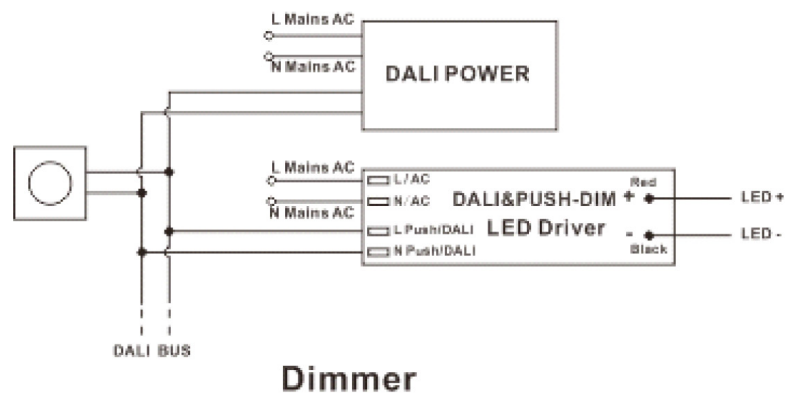 L Mains AC
N Mains AC
DALI POWER
L Mains AC
N Mains AC
L/AC
N/AC
L Push/DALI
N Push/DALI
DALI&PUSH-DIM
LED Driver
Red
+
-
Black
LED +
LED -
DALI BUS
Dimmer